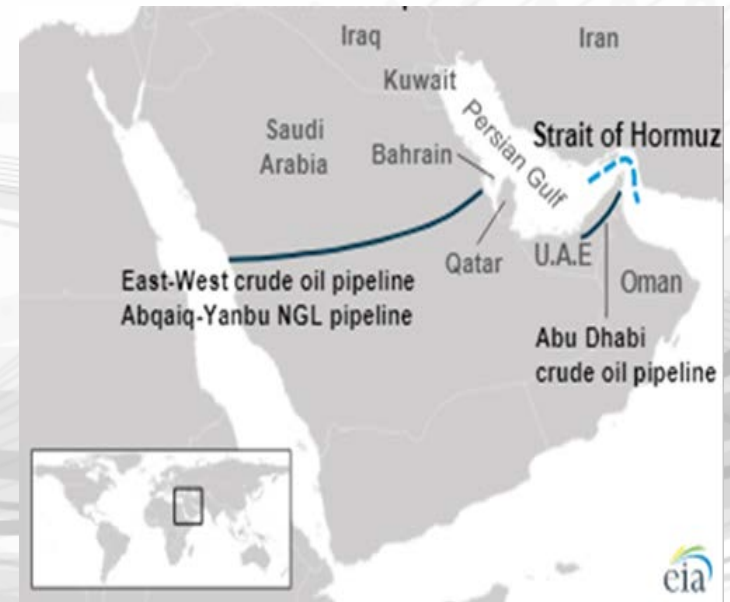 Iraq
Iran
Kuwait
Persian Gulf
Strait of Hormuz
Saudi
Arabia
Bahrain
Qatar
U.A.E
Oman
East-West crude oil pipeline
Abqaiq-Yanbu NGL pipeline
Abu Dhabi
crude oil pipeline
eia